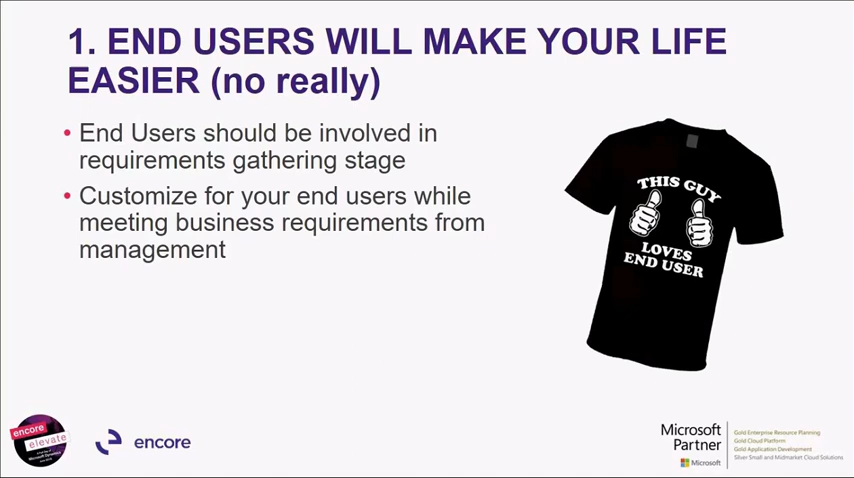 1. END USERS WILL MAKE YOUR LIFE
EASIER (no really)
• End Users should be involved in
requirements gathering stage
• Customize for your end users while
meeting business requirements from
management
THIS GUY
LOVES
END USER
encore
elevate
Microsoft Dynamics
encore
Microsoft
Partner
Microsoft
Gold Enterprise Resource Planning
Gold Cloud Platform
Gold Application Development
Silver Small and Midmarket Cloud Solutions